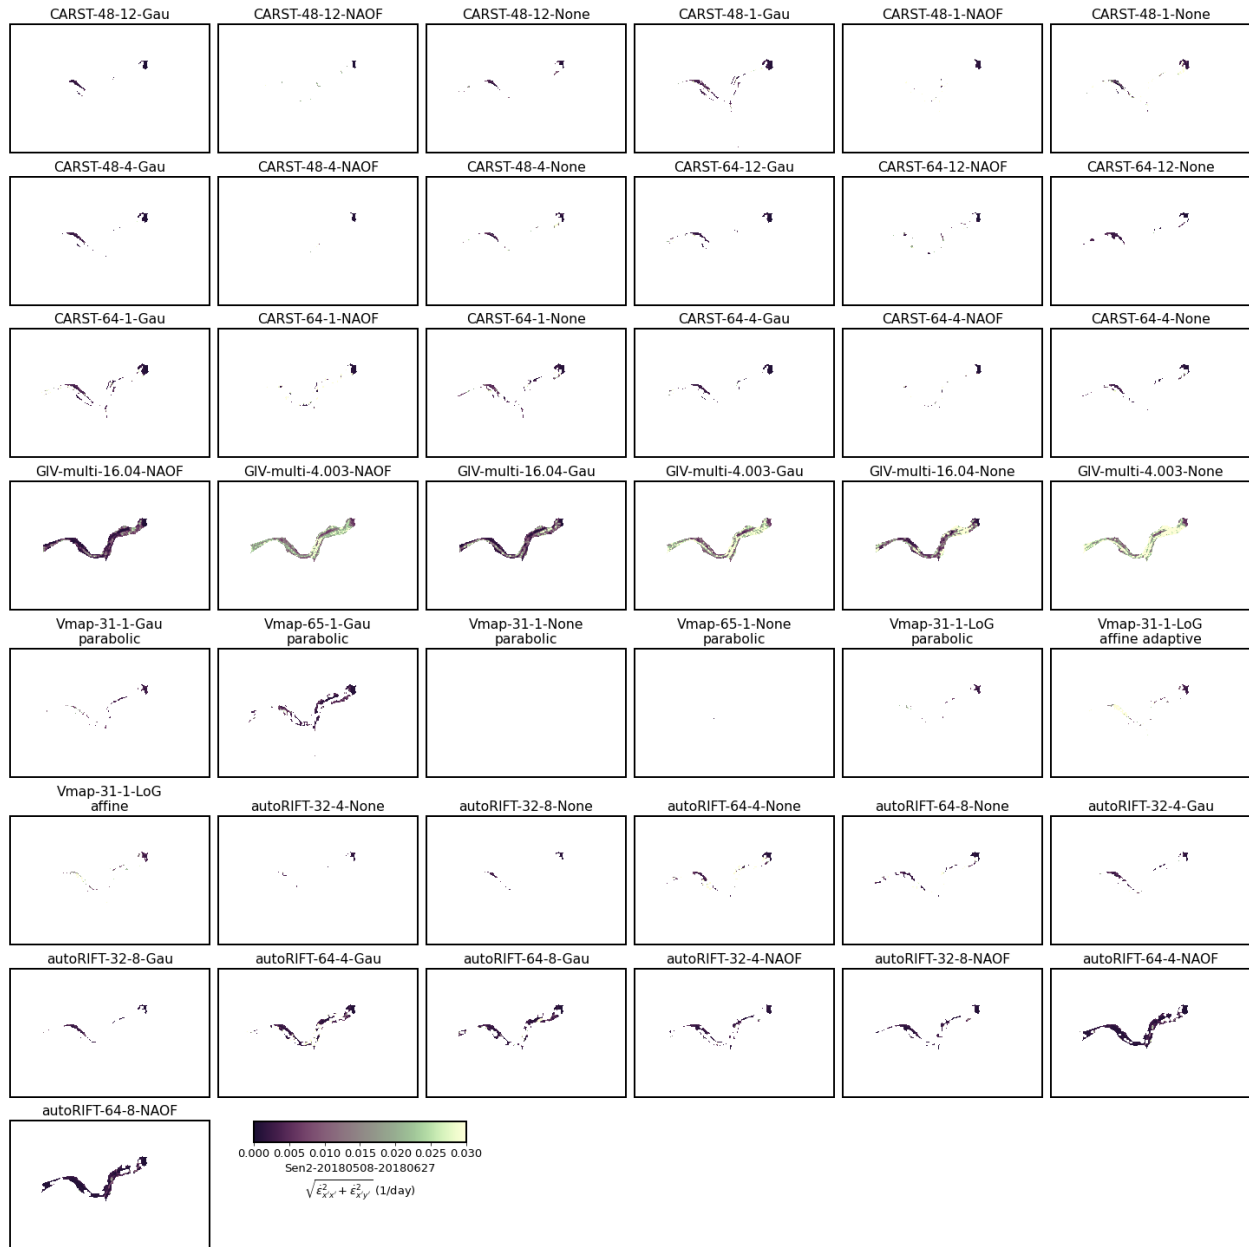 CARST-48-12-Gau CARST-48-12-NAOF CARST-48-12-None CARST-48-1-Gau CARST-48-1-NAOF CARST-48-1-None
CARST-48-4-Gau CARST-48-4-NAOF CARST-48-4-None CARST-64-12-Gau CARST-64-12-NAOF CARST-64-12-None
CARST-64-1-Gau CARST-64-1-NAOF CARST-64-1-None CARST-64-4-Gau CARST-64-4-NAOF CARST-64-4-None
GIV-multi-16.04-NAOF GIV-multi-4.003-NAOF GIV-multi-16.04-Gau GIV-multi-4.003-Gau GIV-multi-16.04-None GIV-multi-4.003-None
Vmap-31-1-Gau Vmap-65-1-Gau Vmap-31-1-None Vmap-65-1-None Vmap-31-1-LoG Vmap-31-1-LoG
parabolic parabolic parabolic parabolic parabolic affine adaptive
Vmap-31-1-LoG
affine autoRIFT-32-4-None autoRIFT-32-8-None autoRIFT-64-4-None autoRIFT-64-8-None autoRIFT-32-4-Gau
autoRIFT-32-8-Gau autoRIFT-64-4-Gau autoRIFT-64-8-Gau autoRIFT-32-4-NAOF autoRIFT-32-8-NAOF autoRIFT-64-4-NAOF
autoRIFT-64-8-NAOF
0.000 0.005 0.010 0.015 0.020 0.025 0.030
Sen2-20180508-20180627
√(ε̇²x′x′ + ε̇²x′y′) (1/day)